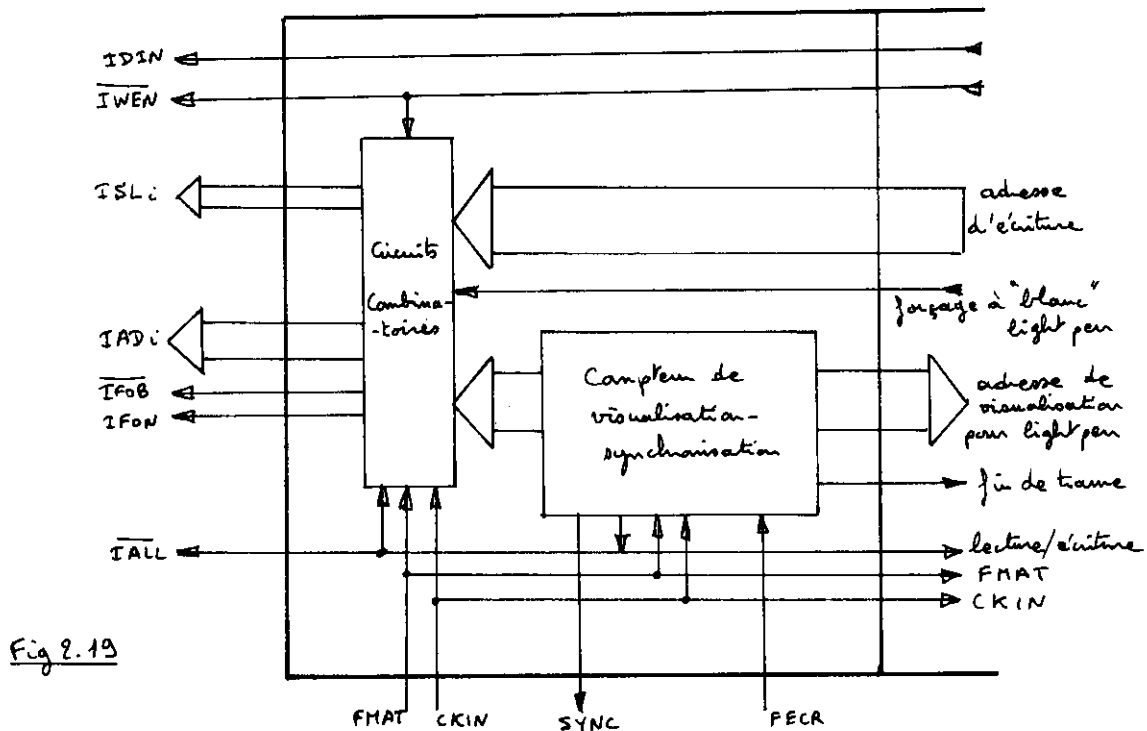 IDIN
IWEN
ISLi
adresse
d'écriture
Circuits
Combina-
-toires
forçage à "blanc"
light pen
IADi
IFOB
IFON
Compteur de
visualisation-
synchronisation
adresse de
visualisation
pour light pen
fin de trame
IALL
lecture/écriture
FMAT
CKIN
Fig 2.19
FMAT
CKIN
SYNC
FECR